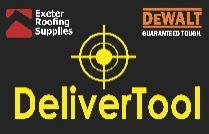 Exeter
Roofing
Supplies
DEWALT
GUARANTEED TOUGH.
DeliverTool